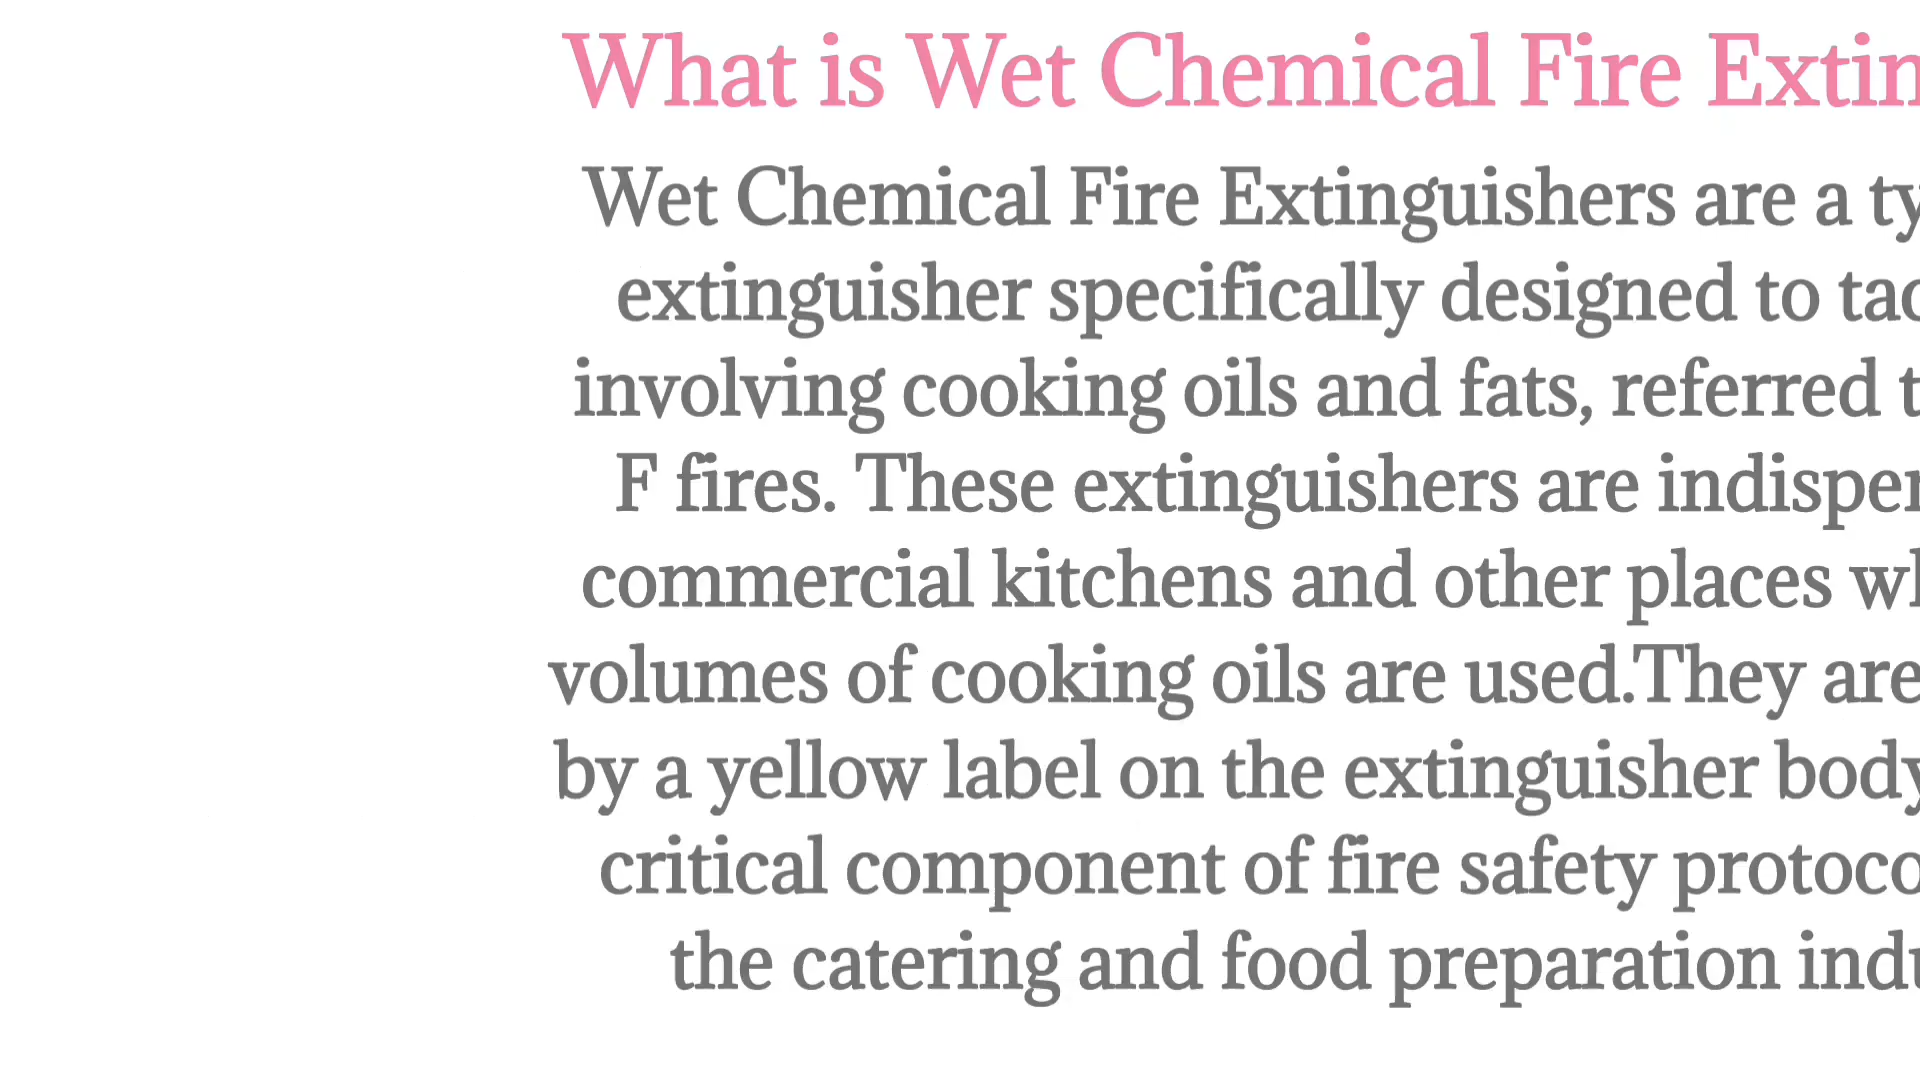 What is Wet Chemical Fire Extin
Wet Chemical Fire Extinguishers are a ty
extinguisher specifically designed to tac
involving cooking oils and fats, referred t
F fires. These extinguishers are indispen
commercial kitchens and other places wh
volumes of cooking oils are used.They are
by a yellow label on the extinguisher body
critical component of fire safety protoco
the catering and food preparation indu